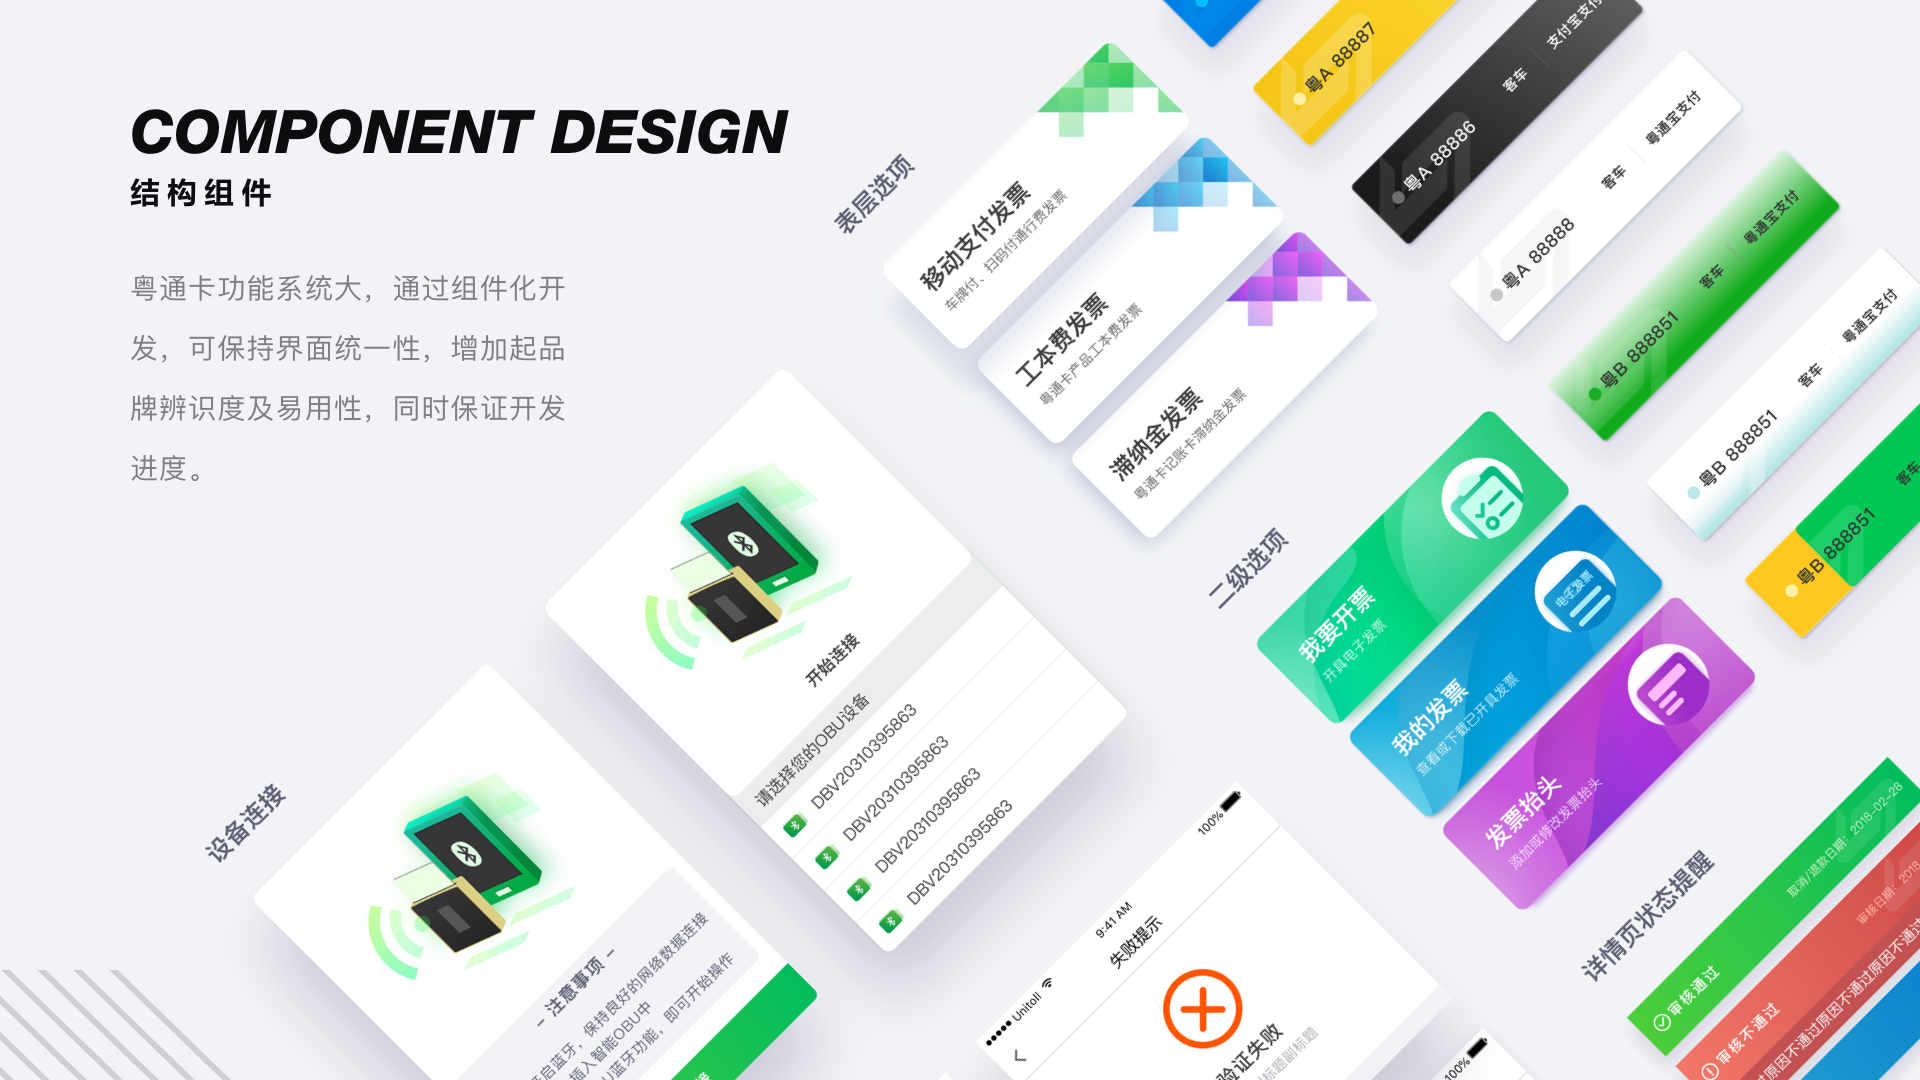 COMPONENT DESIGN
结构组件
粤通卡功能系统大，通过组件化开
发，可保持界面统一性，增加起品
牌辨识度及易用性，同时保证开发
进度。
表层选项
移动支付发票
车牌付、扫码付通行费发票
工本费发票
粤通卡产品工本费发票
滞纳金发票
粤通卡记账卡滞纳金发票
粤A 88887
粤A 88886
客车
支付宝支付
粤A 88888
客车
粤通宝支付
粤B 888851
客车
粤通宝支付
粤B 888851
客车
粤通宝支付
粤B 888851
客车
二级选项
我要开票
开具电子发票
我的发票
查看或下载已开具发票
电子发票
发票抬头
添加或修改发票抬头
设备连接
开始连接
请选择您的OBU设备
DBV20310395863
DBV20310395863
DBV20310395863
DBV20310395863
– 注意事项 –
开启蓝牙，保持良好的网络数据连接
插入智能OBU中
蓝牙功能，即可开始操作
Unitoll
9:41 AM
100%
失败提示
验证失败
标题副标题
100%
详情页状态提醒
审核通过
取消/退款日期：2018-02-28
审核不通过
审核日期：2018
过原因不通过原因不通过原因不通过